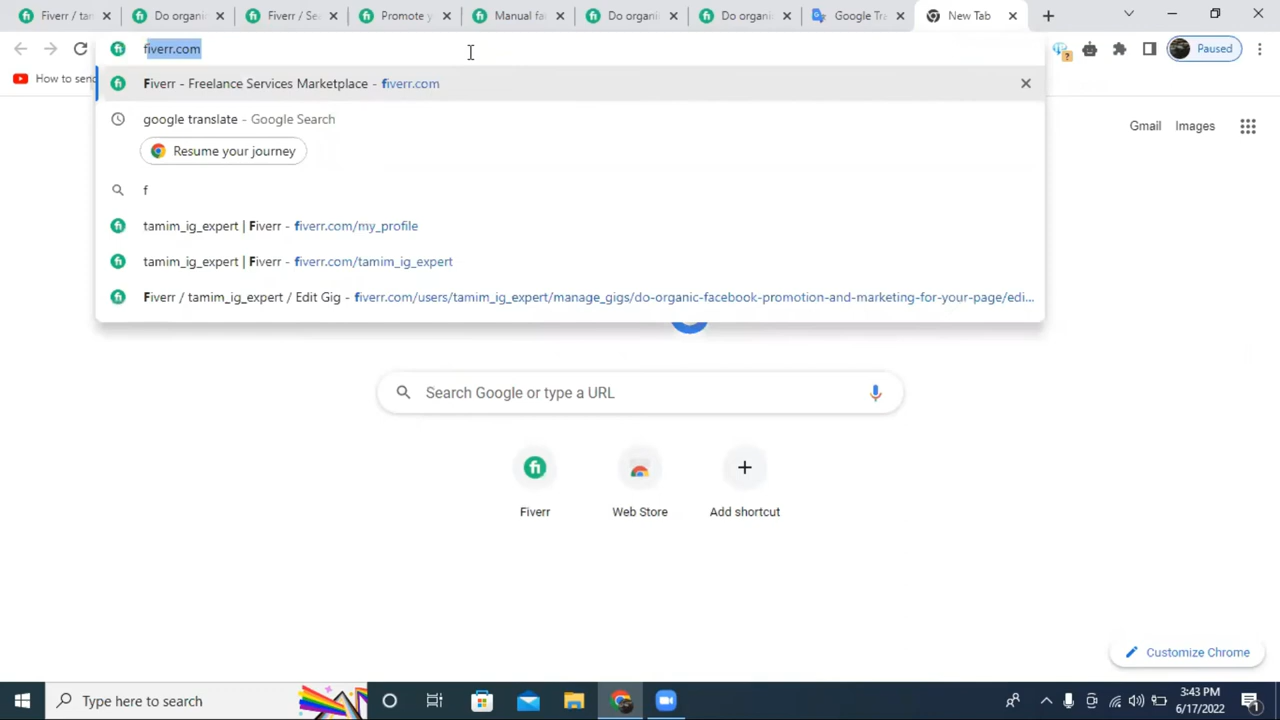 Fiverr / tar
Do organi
Fiverr / Se
Promote y
Manual fa
Do organi
Do organi
Google Tra
New Tab
fiverr.com
Paused
How to send
Fiverr - Freelance Services Marketplace - fiverr.com
google translate - Google Search
Resume your journey
f
tamim_ig_expert | Fiverr - fiverr.com/my_profile
tamim_ig_expert | Fiverr - fiverr.com/tamim_ig_expert
Fiverr / tamim_ig_expert / Edit Gig - fiverr.com/users/tamim_ig_expert/manage_gigs/do-organic-facebook-promotion-and-marketing-for-your-page/edi...
Gmail Images
Search Google or type a URL
Fiverr
Web Store
Add shortcut
Customize Chrome
Type here to search
3:43 PM
6/17/2022
1